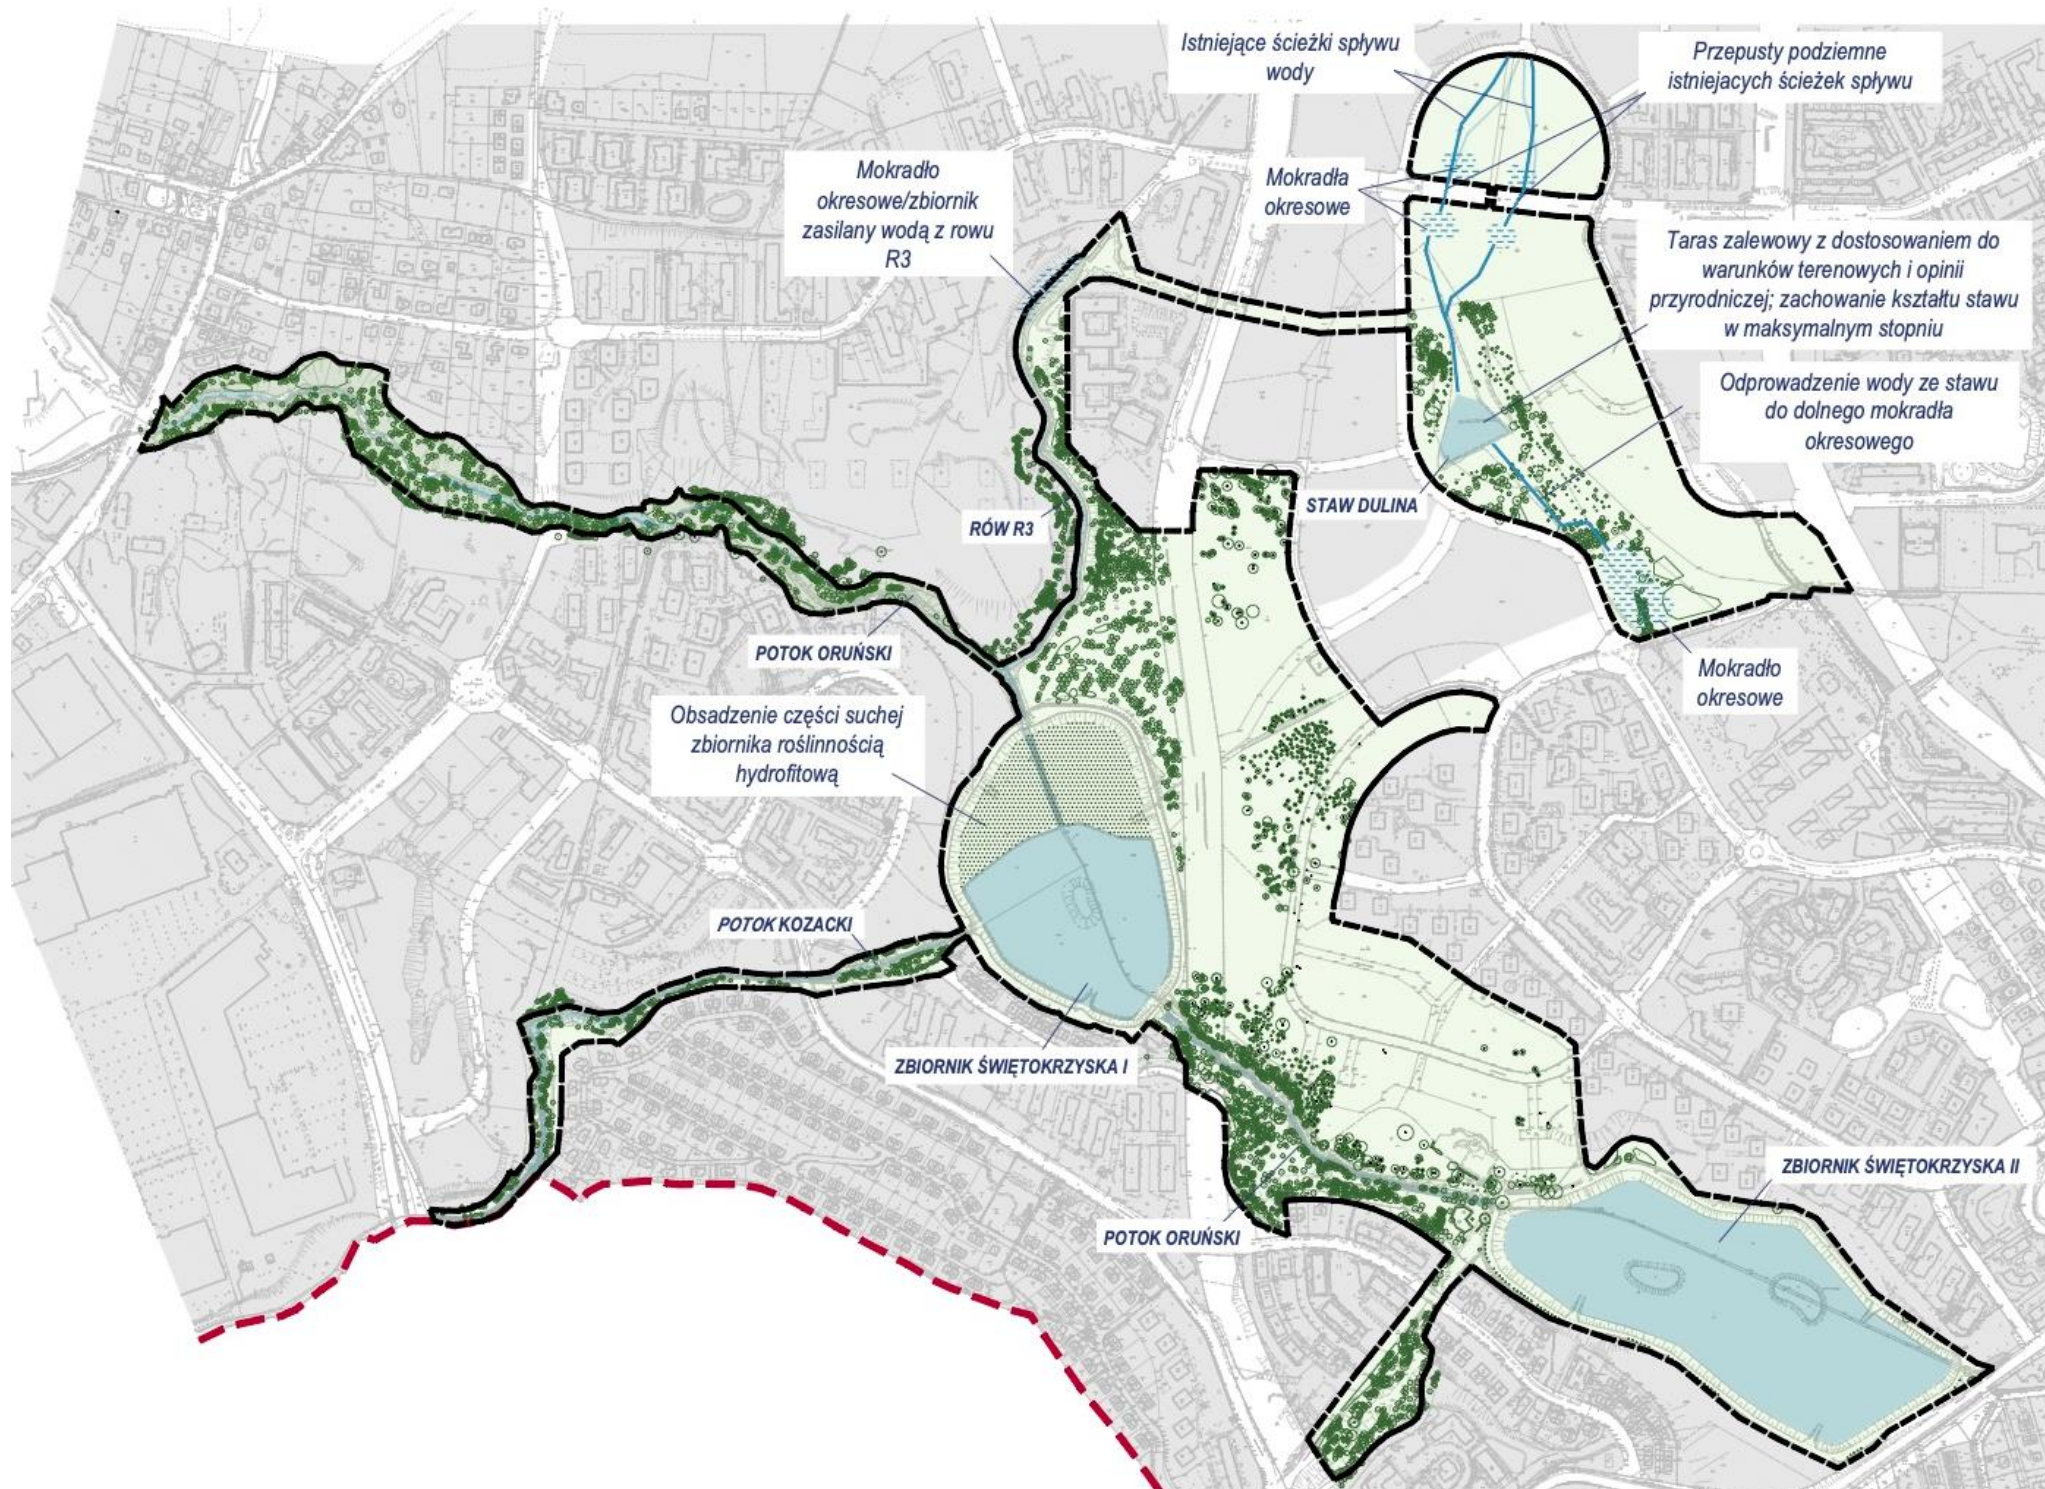 Istniejące ścieżki spływu
wody
Przepusty podziemne
istniejacych ścieżek spływu
Mokradło
okresowe/zbiornik
zasilany wodą z rowu
R3
Mokradła
okresowe
Taras zalewowy z dostosowaniem do
warunków terenowych i opinii
przyrodniczej; zachowanie kształtu stawu
w maksymalnym stopniu
Odprowadzenie wody ze stawu
do dolnego mokradła
okresowego
STAW DULINA
RÓW R3
POTOK ORUŃSKI
Mokradło
okresowe
Obsadzenie części suchej
zbiornika roślinnością
hydrofitową
POTOK KOZACKI
ZBIORNIK ŚWIĘTOKRZYSKA I
ZBIORNIK ŚWIĘTOKRZYSKA II
POTOK ORUŃSKI